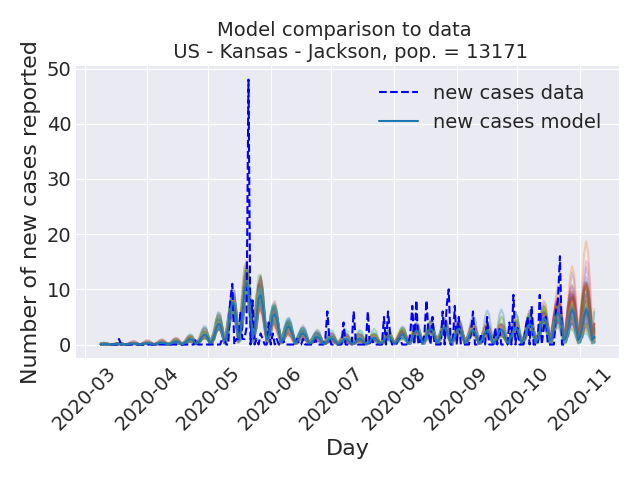 Model comparison to data
US - Kansas - Jackson, pop. = 13171
Number of new cases reported
50
40
30
20
10
0
new cases data
new cases model
2020-03
2020-04
2020-05
2020-06
2020-07
2020-08
2020-09
2020-10
2020-11
Day